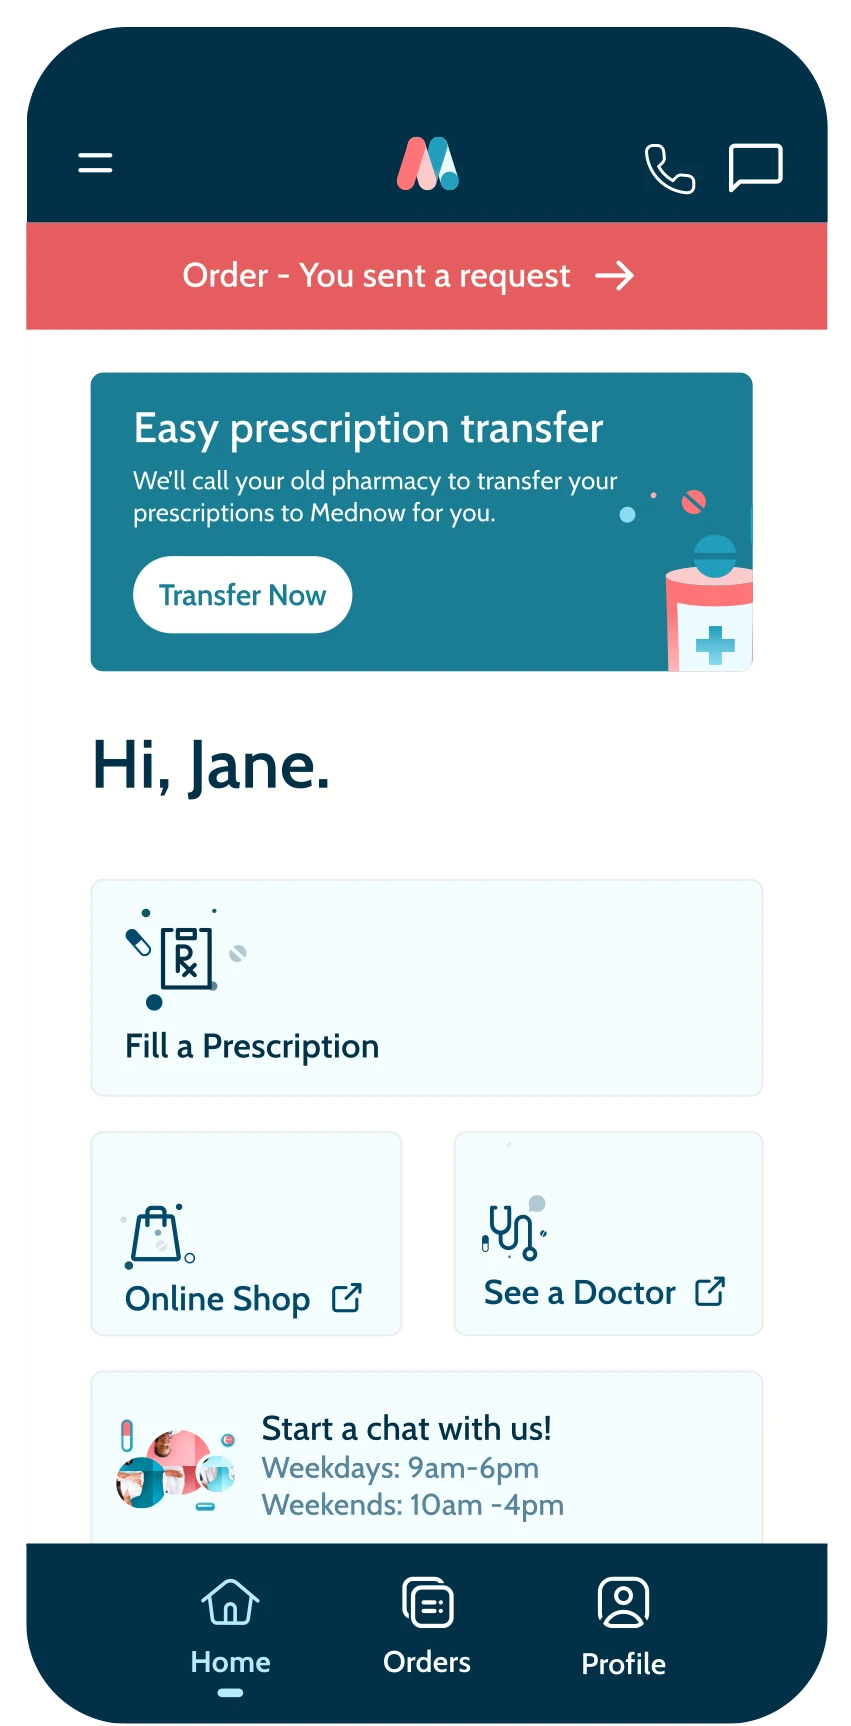 Order - You sent a request
Easy prescription transfer
We'll call your old pharmacy to transfer your
prescriptions to Mednow for you.
Transfer Now
Hi, Jane.
Rx
Fill a Prescription
Online Shop
See a Doctor
Start a chat with us!
Weekdays: 9am-6pm
Weekends: 10am -4pm
Home
Orders
Profile